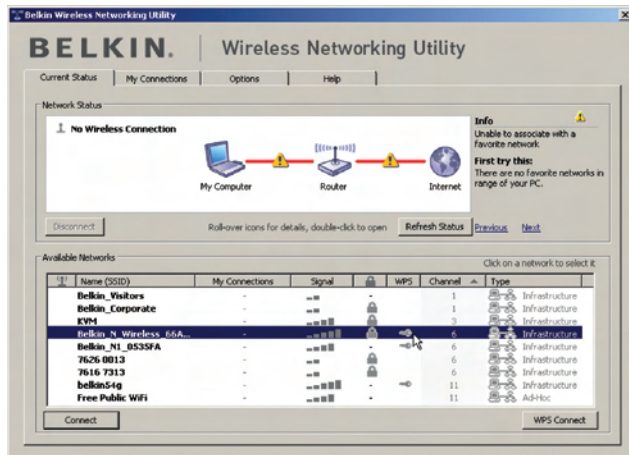 Belkin Wireless Networking Utility
BELKIN. Wireless Networking Utility
Current Status My Connections Options Help
Network Status
No Wireless Connection
My Computer Router Internet
Info
Unable to associate with a
favorite network
First try this:
There are no favorite networks in
range of your PC.
Disconnect Roll-over icons for details, double-click to open Refresh Status Previous Next
Available Networks
Click on a network to select it
Name (SSID) My Connections Signal WPS Channel Type
Belkin_Visitors - - 1 Infrastructure
Belkin_Corporate - 1 Infrastructure
KVM - 3 Infrastructure
Belkin_N_Wireless_66A... - 6 Infrastructure
Belkin_N1_0535FA - - 6 Infrastructure
7626 0013 - 6 Infrastructure
7616 7313 - 6 Infrastructure
belkin54g - - 11 Infrastructure
Free Public WiFi - - 11 Ad-Hoc
Connect WPS Connect